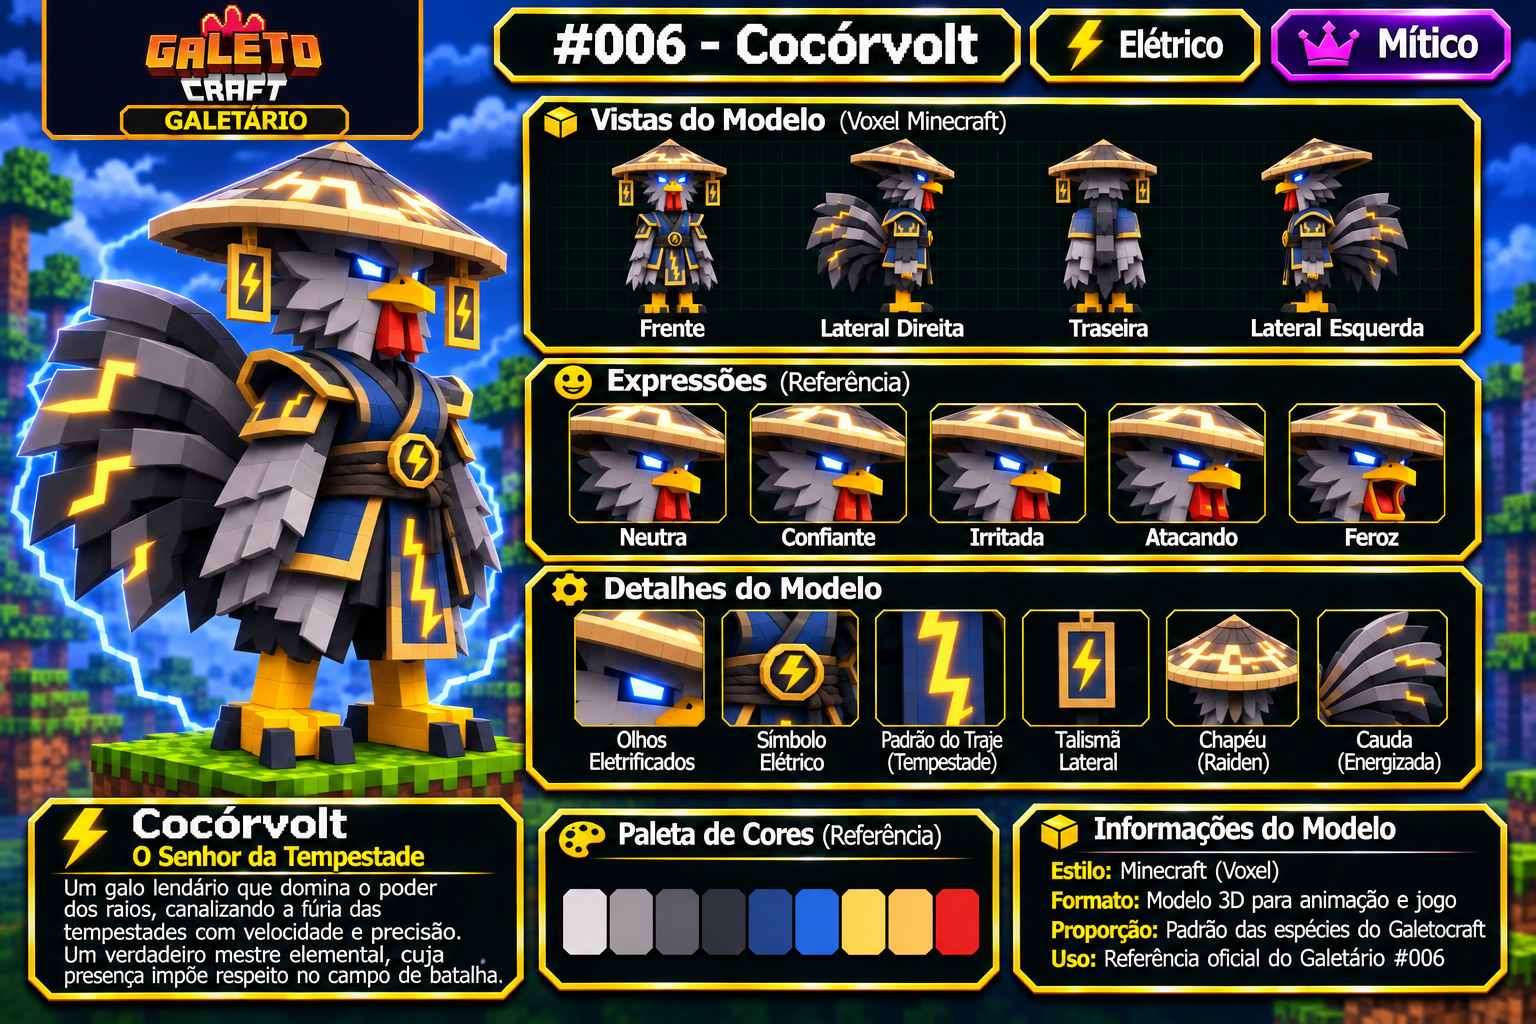 GALETO
CRAFT
GALETÁRIO
#006 - Cocórvolt
Elétrico
Mítico
Vistas do Modelo (Voxel Minecraft)
Frente
Lateral Direita
Traseira
Lateral Esquerda
Expressões (Referência)
Neutra
Confiante
Irritada
Atacando
Feroz
Detalhes do Modelo
Olhos
Eletrificados
Símbolo
Elétrico
Padrão do Traje
(Tempestade)
Talismã
Lateral
Chapéu
(Raiden)
Cauda
(Energizada)
Cocórvolt
O Senhor da Tempestade
Um galo lendário que domina o poder
dos raios, canalizando a fúria das
tempestades com velocidade e precisão.
Um verdadeiro mestre elemental, cuja
presença impõe respeito no campo de batalha.
Paleta de Cores (Referência)
Informações do Modelo
Estilo: Minecraft (Voxel)
Formato: Modelo 3D para animação e jogo
Proporção: Padrão das espécies do Galetocraft
Uso: Referência oficial do Galetário #006